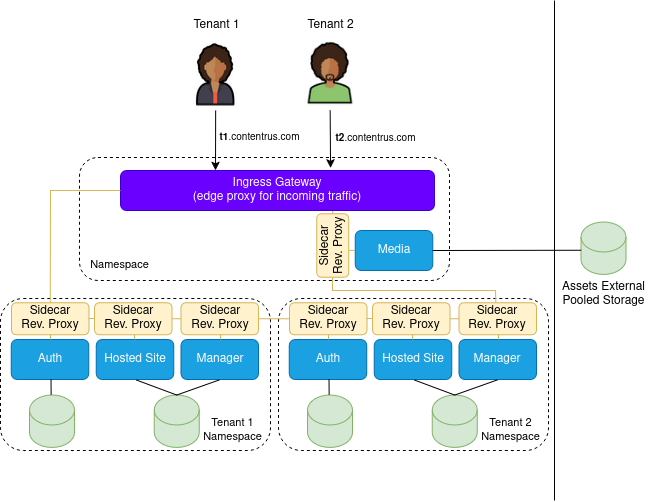 Tenant 1
Tenant 2
t1.contentrus.com
t2.contentrus.com
Ingress Gateway
(edge proxy for incoming traffic)
Sidecar
Rev. Proxy
Media
Namespace
Assets External
Pooled Storage
Sidecar
Rev. Proxy
Sidecar
Rev. Proxy
Sidecar
Rev. Proxy
Sidecar
Rev. Proxy
Sidecar
Rev. Proxy
Sidecar
Rev. Proxy
Auth
Hosted Site
Manager
Auth
Hosted Site
Manager
Tenant 1
Namespace
Tenant 2
Namespace